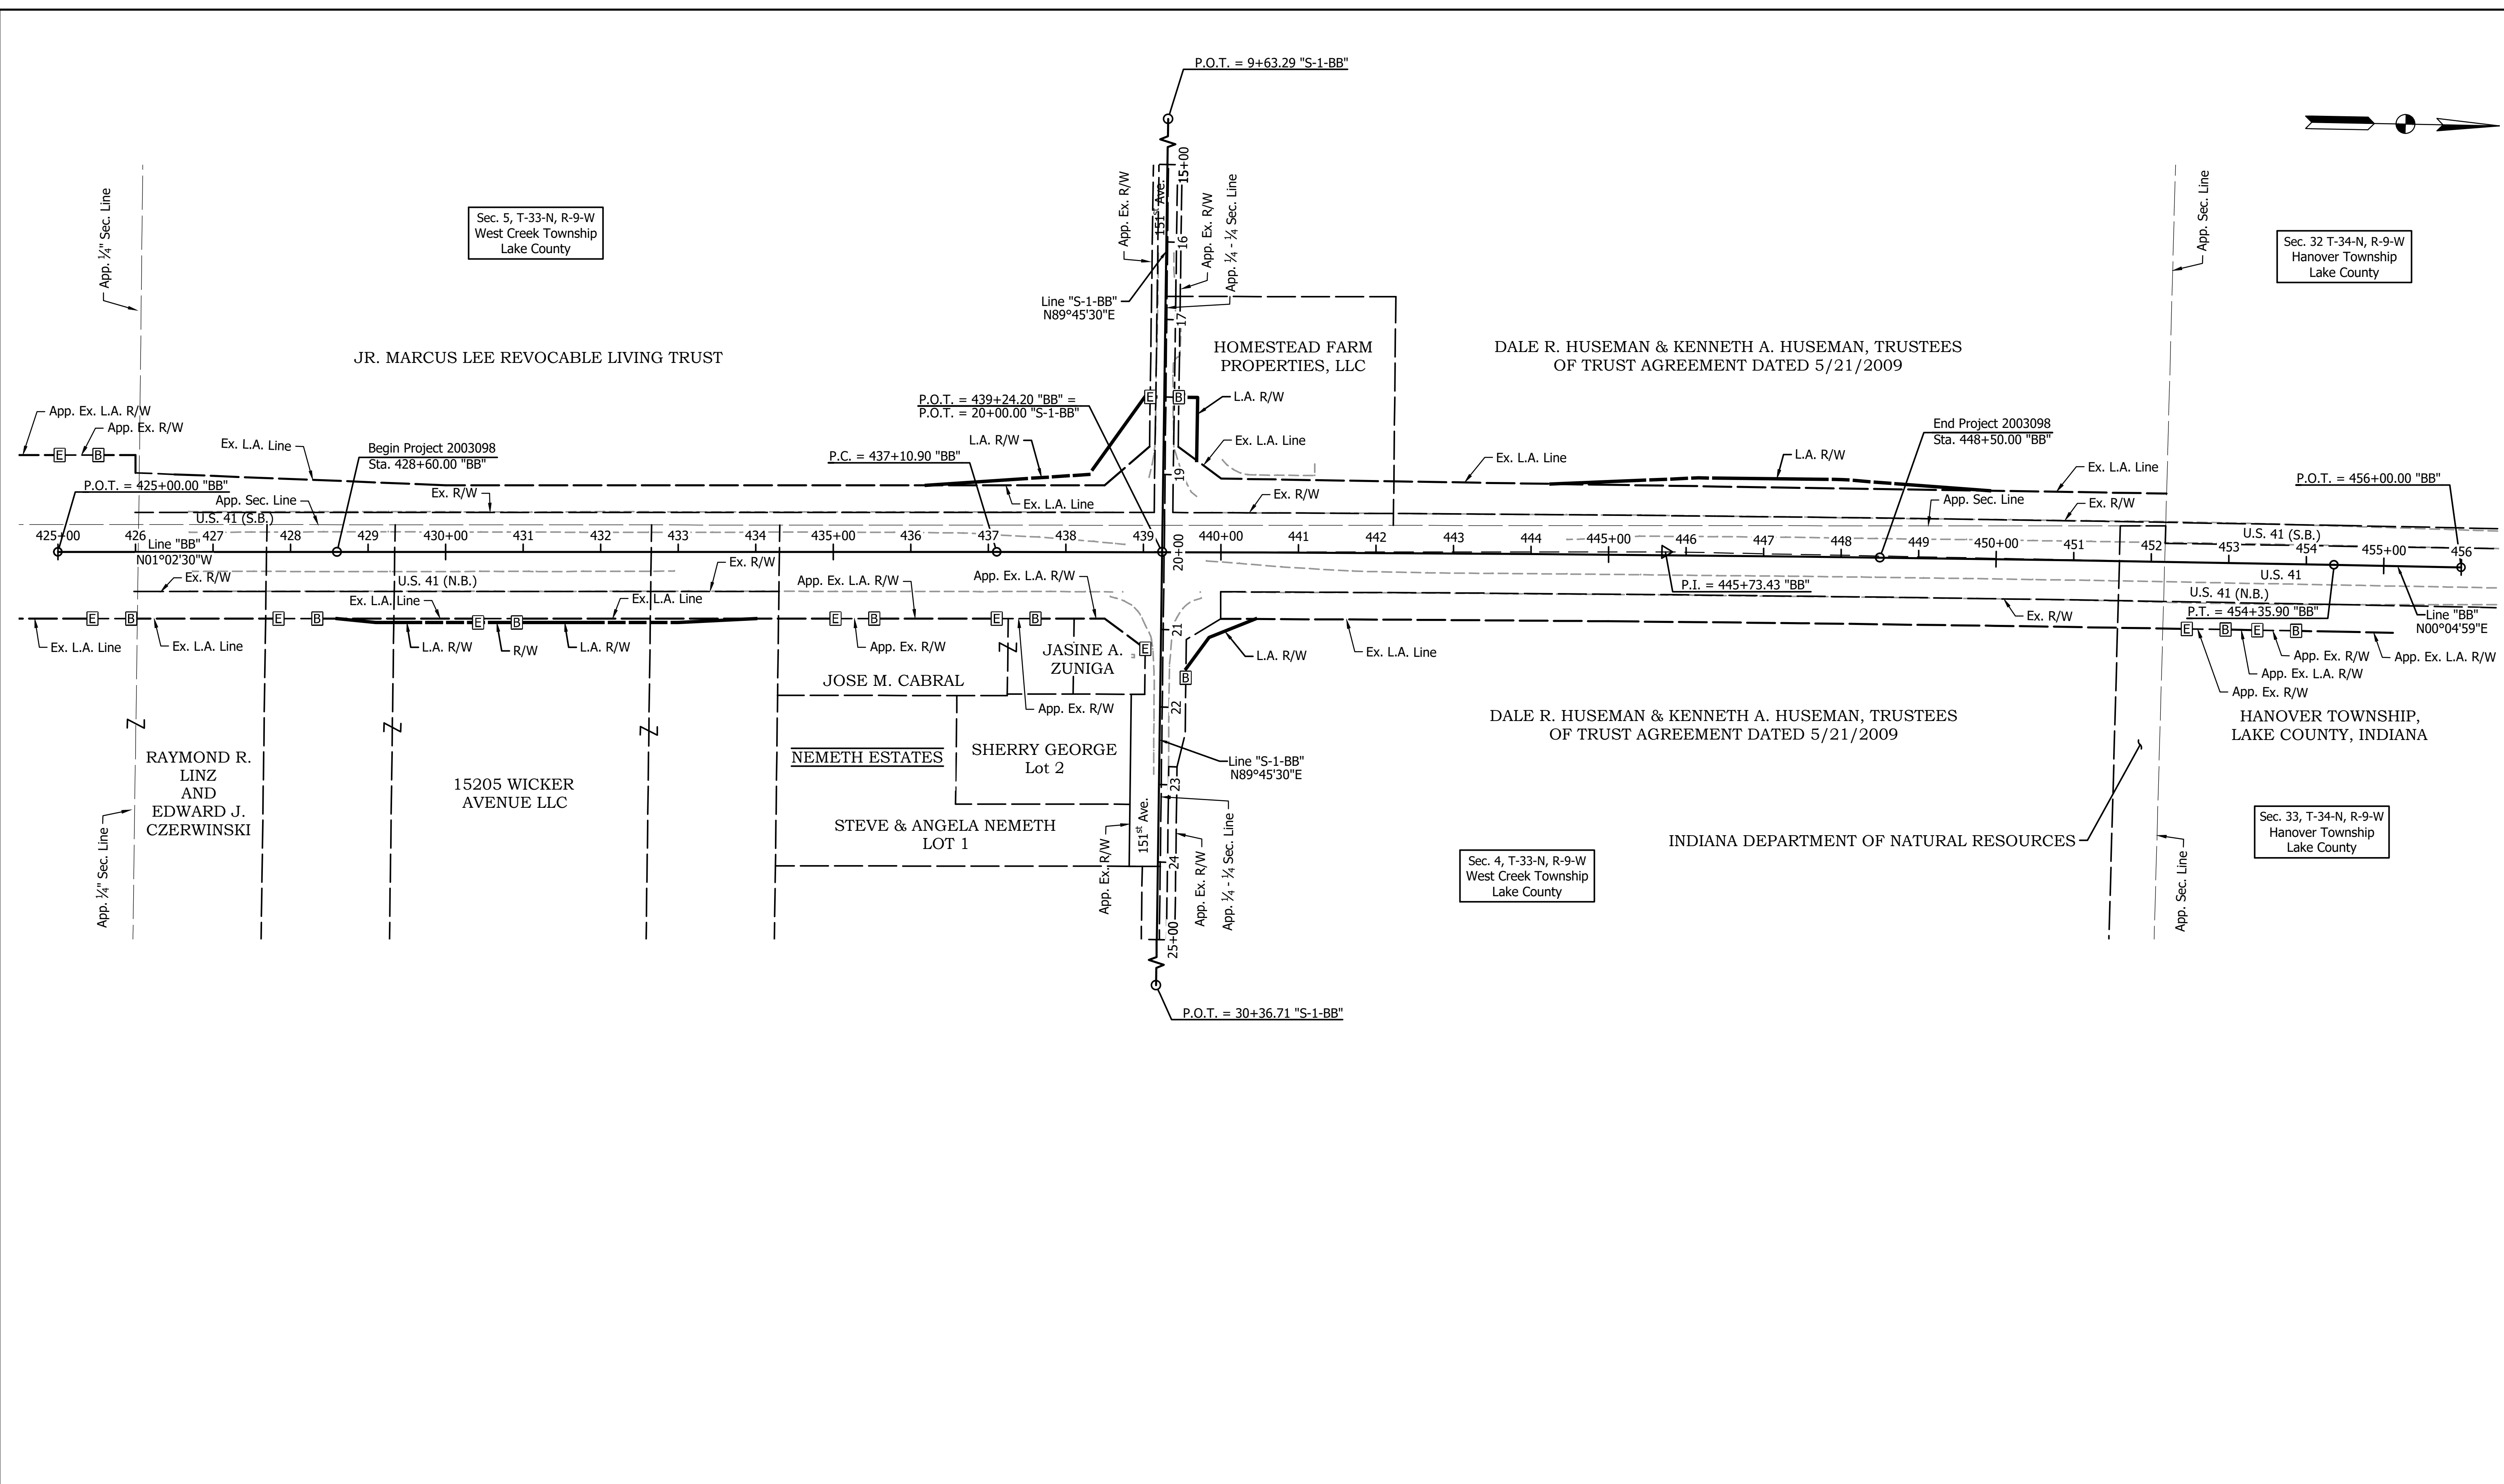 P.O.T. = 9+63.29 "S-1-BB"
App. ¼" Sec. Line
Sec. 5, T-33-N, R-9-W
West Creek Township
Lake County
App. Ex. R/W
151st Ave.
15+00
16
17
App. Ex. R/W
App. ¼ - ¼ Sec. Line
App. Sec. Line
Sec. 32 T-34-N, R-9-W
Hanover Township
Lake County
Line "S-1-BB"
N89°45'30"E
JR. MARCUS LEE REVOCABLE LIVING TRUST
HOMESTEAD FARM
PROPERTIES, LLC
DALE R. HUSEMAN & KENNETH A. HUSEMAN, TRUSTEES
OF TRUST AGREEMENT DATED 5/21/2009
P.O.T. = 439+24.20 "BB" =
P.O.T. = 20+00.00 "S-1-BB"
E
B
L.A. R/W
App. Ex. L.A. R/W
App. Ex. R/W
E
B
Ex. L.A. Line
Begin Project 2003098
Sta. 428+60.00 "BB"
L.A. R/W
Ex. L.A. Line
P.C. = 437+10.90 "BB"
End Project 2003098
Sta. 448+50.00 "BB"
Ex. L.A. Line
L.A. R/W
Ex. L.A. Line
P.O.T. = 456+00.00 "BB"
P.O.T. = 425+00.00 "BB"
App. Sec. Line
Ex. R/W
Ex. L.A. Line
19
Ex. R/W
App. Sec. Line
Ex. R/W
U.S. 41 (S.B.)
U.S. 41 (S.B.)
425+00 426 427 428 429 430+00 431 432 433 434 435+00 436 437 438 439 440+00 441 442 443 444 445+00 446 447 448 449 450+00 451 452 453 454 455+00 456
20+00
Line "BB"
N01°02'30"W
Ex. R/W
U.S. 41 (N.B.)
Ex. R/W
App. Ex. L.A. R/W
App. Ex. L.A. R/W
P.I. = 445+73.43 "BB"
U.S. 41
U.S. 41 (N.B.)
P.T. = 454+35.90 "BB"
Line "BB"
N00°04'59"E
Ex. L.A. Line
Ex. L.A. Line
Ex. R/W
E B E B E B E B E B
21
E B E B
Ex. L.A. Line
Ex. L.A. Line
L.A. R/W
R/W
L.A. R/W
App. Ex. R/W
E
B
L.A. R/W
Ex. L.A. Line
App. Ex. R/W
App. Ex. L.A. R/W
App. Ex. L.A. R/W
App. Ex. R/W
JASINE A.
ZUNIGA
JOSE M. CABRAL
App. Ex. R/W
22
DALE R. HUSEMAN & KENNETH A. HUSEMAN, TRUSTEES
OF TRUST AGREEMENT DATED 5/21/2009
HANOVER TOWNSHIP,
LAKE COUNTY, INDIANA
RAYMOND R.
LINZ
AND
EDWARD J.
CZERWINSKI
15205 WICKER
AVENUE LLC
NEMETH ESTATES
SHERRY GEORGE
Lot 2
Line "S-1-BB"
N89°45'30"E
23
STEVE & ANGELA NEMETH
LOT 1
App. ¼" Sec. Line
App. Ex. R/W
151st Ave.
24
25+00
App. Ex. R/W
App. ¼ - ¼ Sec. Line
INDIANA DEPARTMENT OF NATURAL RESOURCES
Sec. 4, T-33-N, R-9-W
West Creek Township
Lake County
App. Sec. Line
Sec. 33, T-34-N, R-9-W
Hanover Township
Lake County
P.O.T. = 30+36.71 "S-1-BB"